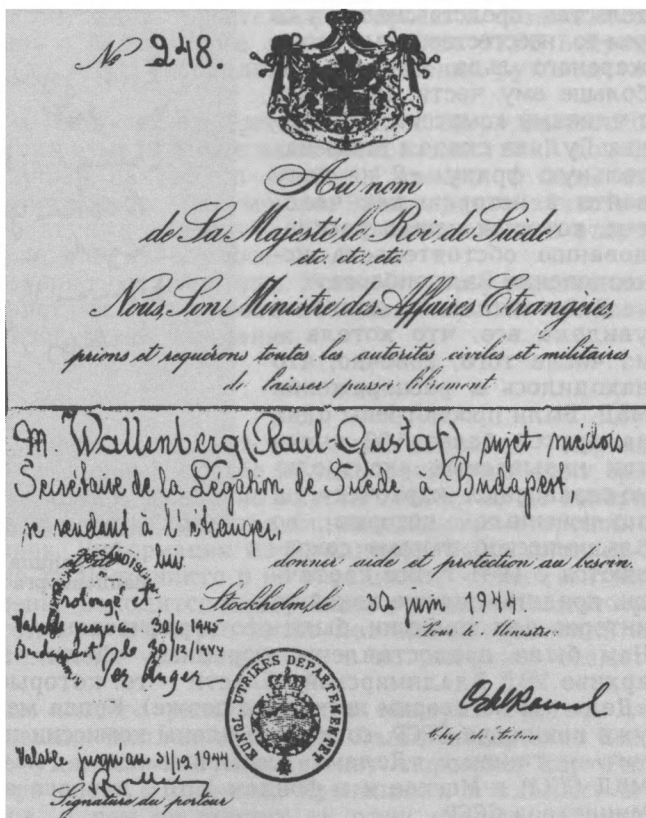 No 248.
Au nom
de Sa Majesté le Roi de Suède
etc. etc. etc.
Nous, Son Ministre des Affaires Etrangères,
prions et requérons toutes les autorités civiles et militaires
de laisser passer librement
M. Wallenberg (Raul Gustaf), sujet suédois,
Secrétaire de la Légation de Suède à Budapest,
se rendant à l'étranger,
et de lui donner aide et protection au besoin.
Prolongé
Stockholm, le 30 juin 1944.
Valable jusqu'au 30/6 1945
Budapest, le 30/12/1944
Pour le Ministre:
Per Anger
KUNGL. UTRIKES DEPARTEMENTET
Chef de Section
Valable jusqu'au 31/12 1944
Signature du porteur